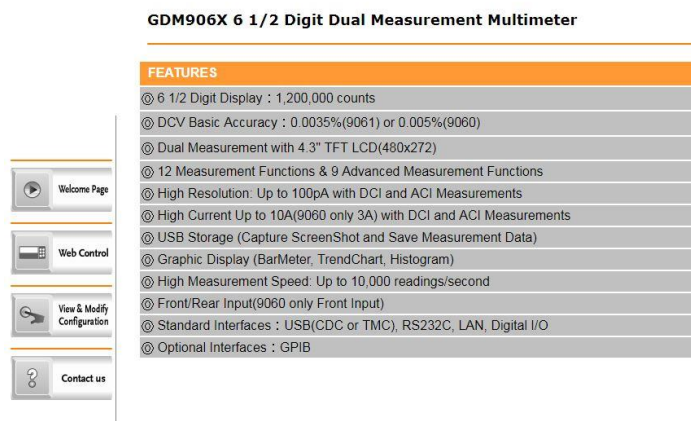 GDM906X 6 1/2 Digit Dual Measurement Multimeter
FEATURES
6 1/2 Digit Display：1,200,000 counts
DCV Basic Accuracy：0.0035%(9061) or 0.005%(9060)
Dual Measurement with 4.3" TFT LCD(480x272)
12 Measurement Functions & 9 Advanced Measurement Functions
High Resolution: Up to 100pA with DCI and ACI Measurements
High Current Up to 10A(9060 only 3A) with DCI and ACI Measurements
USB Storage (Capture ScreenShot and Save Measurement Data)
Graphic Display (BarMeter, TrendChart, Histogram)
High Measurement Speed: Up to 10,000 readings/second
Front/Rear Input(9060 only Front Input)
Standard Interfaces：USB(CDC or TMC), RS232C, LAN, Digital I/O
Optional Interfaces：GPIB
Welcome Page
Web Control
View & Modify
Configuration
Contact us